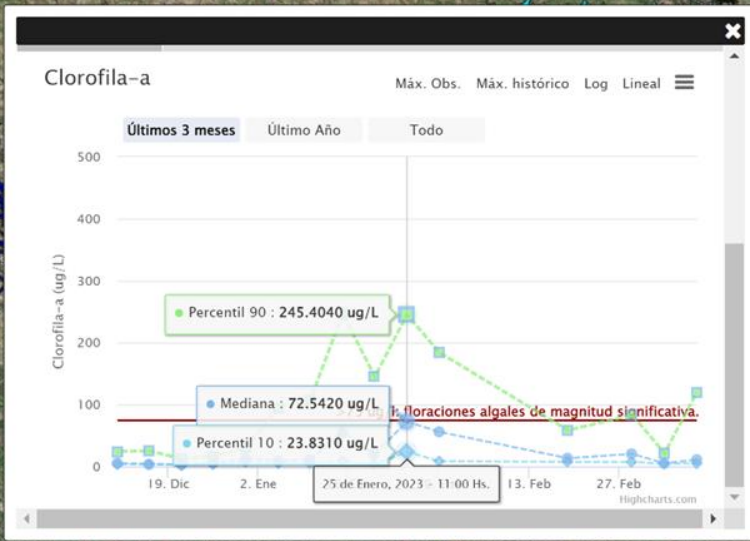 Clorofila-a
Máx. Obs. Máx. histórico Log Lineal
Últimos 3 meses Último Año Todo
500
400
300
200
100
0
Clorofila-a (ug/L)
Percentil 90 : 245.4040 ug/L
Mediana : 72.5420 ug/L
floraciones algales de magnitud significativa.
Percentil 10 : 23.8310 ug/L
25 de Enero, 2023 - 11:00 Hs.
19. Dic 2. Ene 13. Feb 27. Feb
Highcharts.com